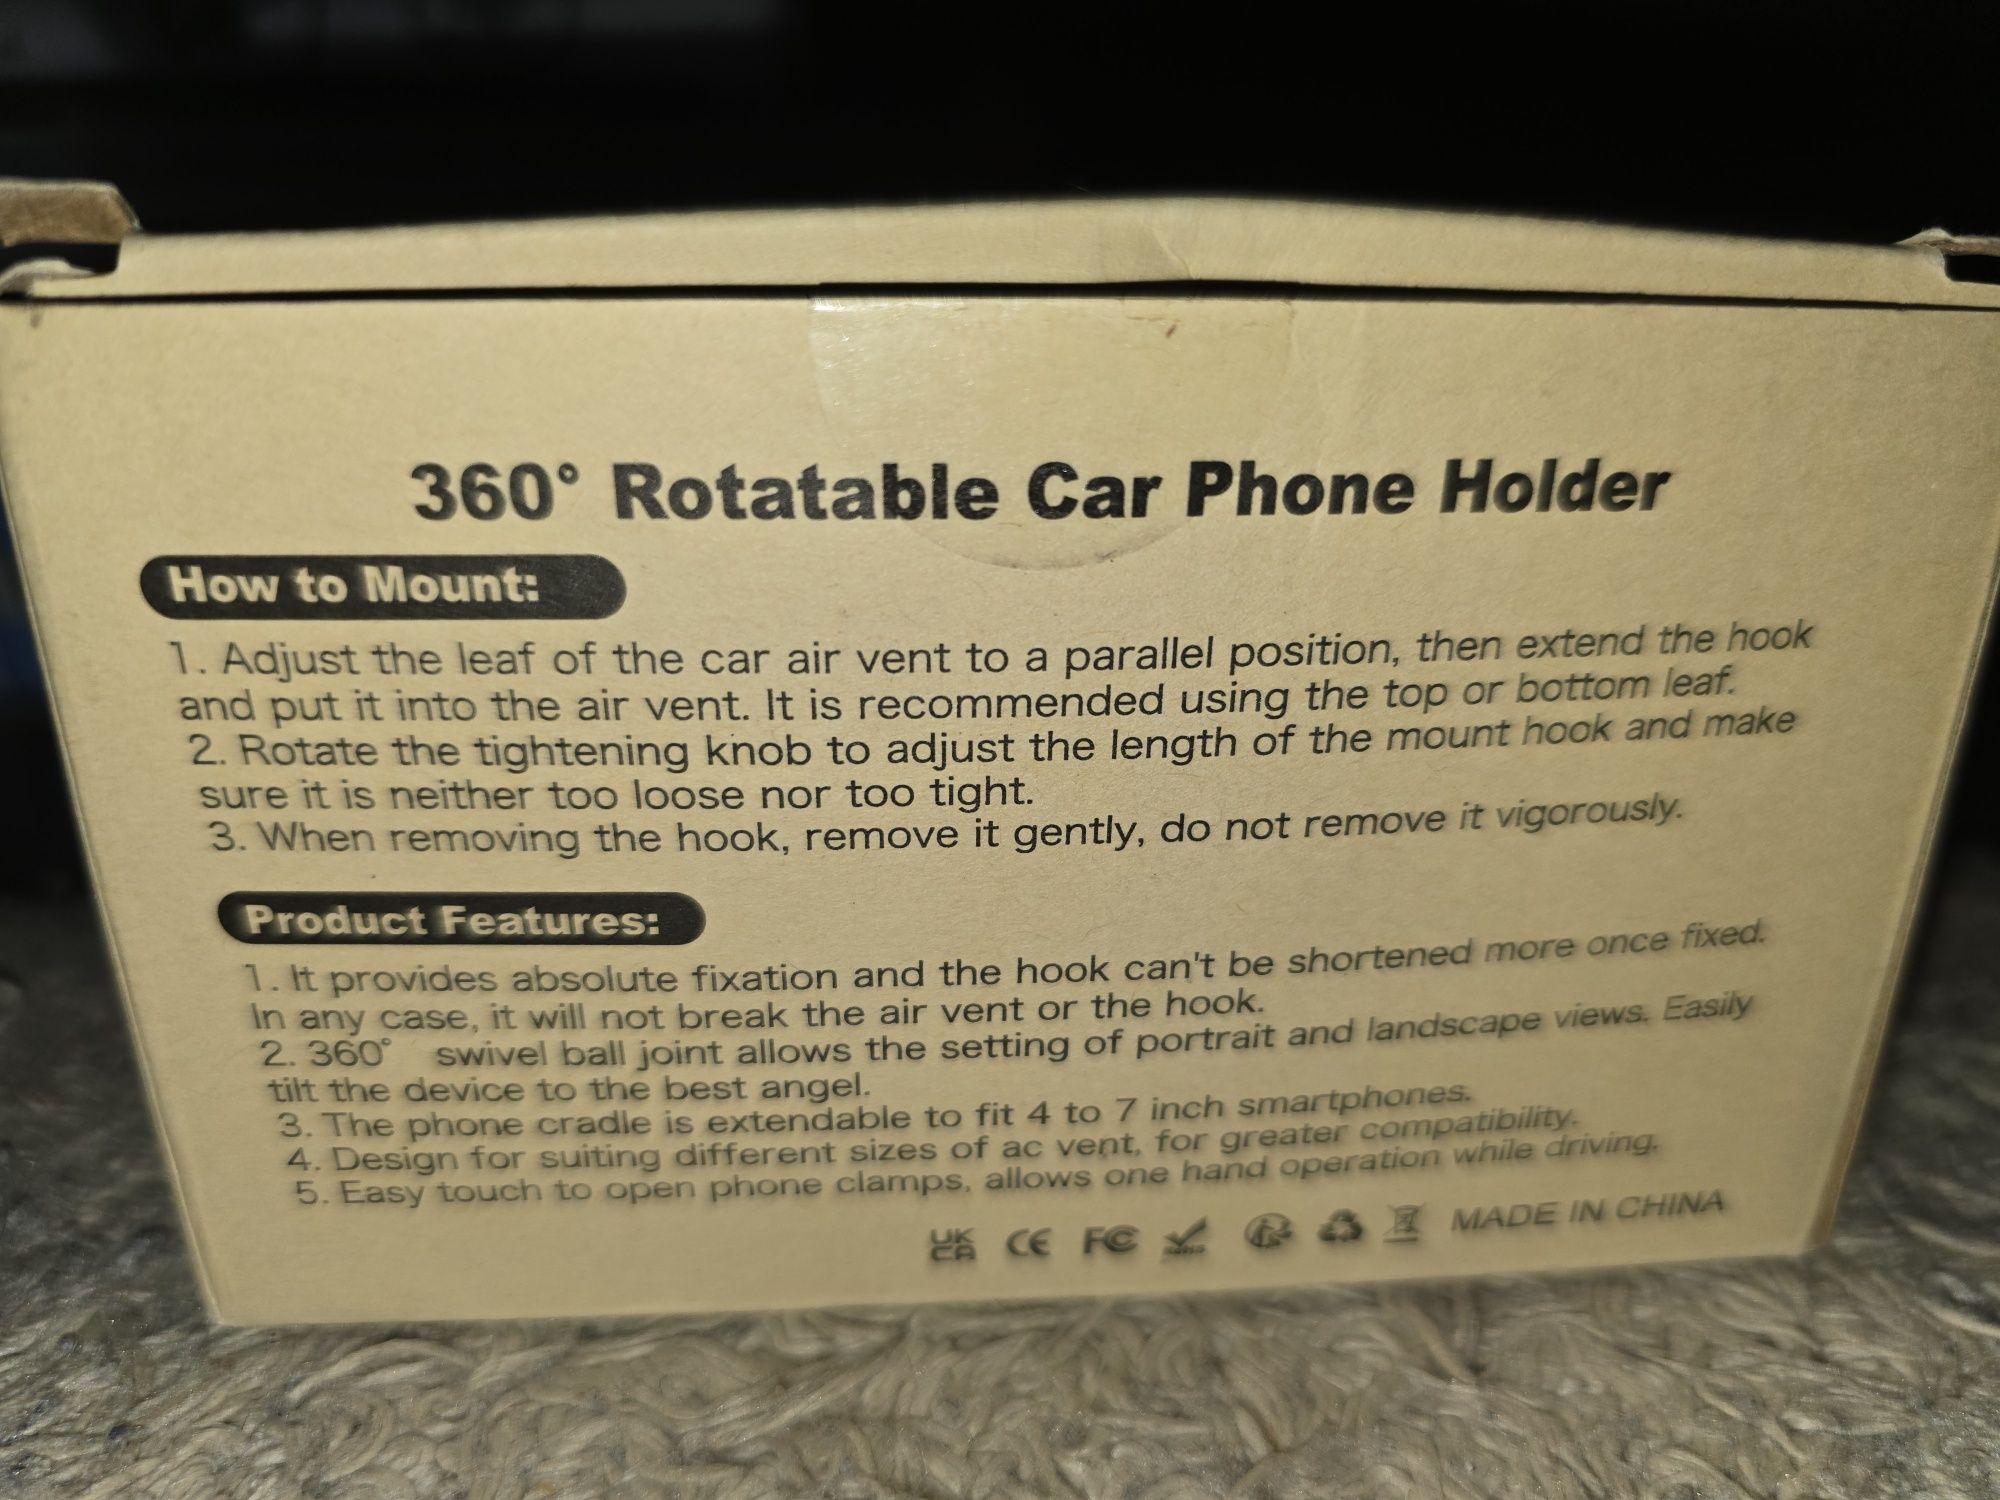 360° Rotatable Car Phone Holder
How to Mount:
1. Adjust the leaf of the car air vent to a parallel position, then extend the hook
and put it into the air vent. It is recommended using the top or bottom leaf.
2. Rotate the tightening knob to adjust the length of the mount hook and make
sure it is neither too loose nor too tight.
3. When removing the hook, remove it gently, do not remove it vigorously.
Product Features:
1. It provides absolute fixation and the hook can't be shortened more once fixed.
In any case, it will not break the air vent or the hook.
2. 360° swivel ball joint allows the setting of portrait and landscape views. Easily
tilt the device to the best angel.
3. The phone cradle is extendable to fit 4 to 7 inch smartphones.
4. Design for suiting different sizes of ac vent, for greater compatibility.
5. Easy touch to open phone clamps, allows one hand operation while driving.
UK CA CE FC RoHS MADE IN CHINA